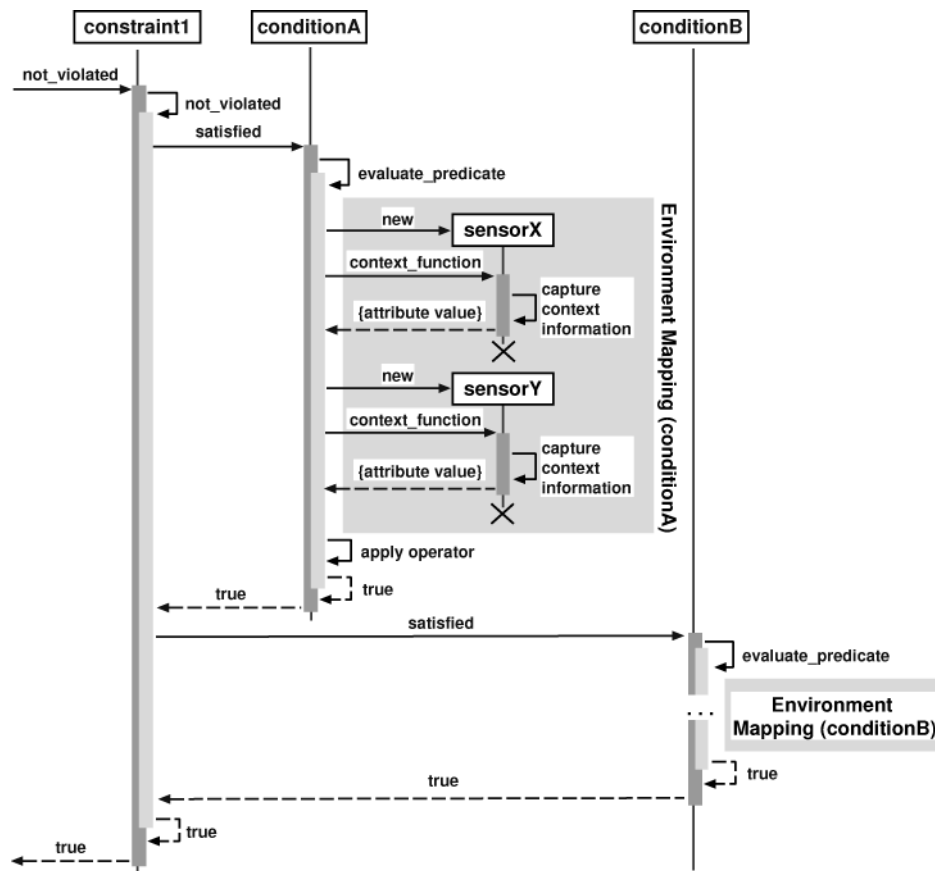 constraint1
conditionA
conditionB
not_violated
not_violated
satisfied
evaluate_predicate
new
sensorX
context_function
capture
context
information
{attribute value}
new
sensorY
context_function
capture
context
information
{attribute value}
Environment Mapping (conditionA)
apply operator
true
true
satisfied
evaluate_predicate
Environment
Mapping (conditionB)
...
true
true
true
true